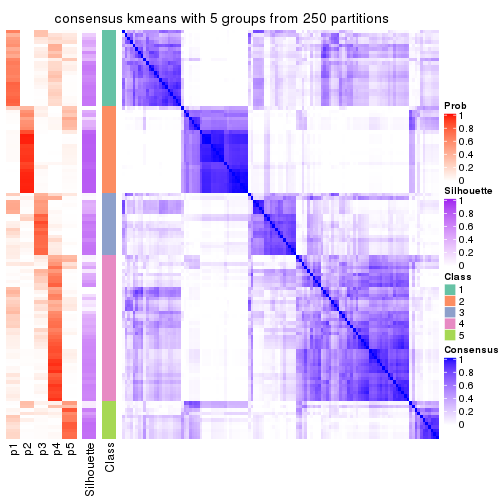 consensus kmeans with 5 groups from 250 partitions
Prob
1
0.8
0.6
0.4
0.2
0
Silhouette
1
0.8
0.6
0.4
0.2
0
Class
1
2
3
4
5
Consensus
1
0.8
0.6
0.4
0.2
0
p1
p2
p3
p4
p5
Silhouette
Class